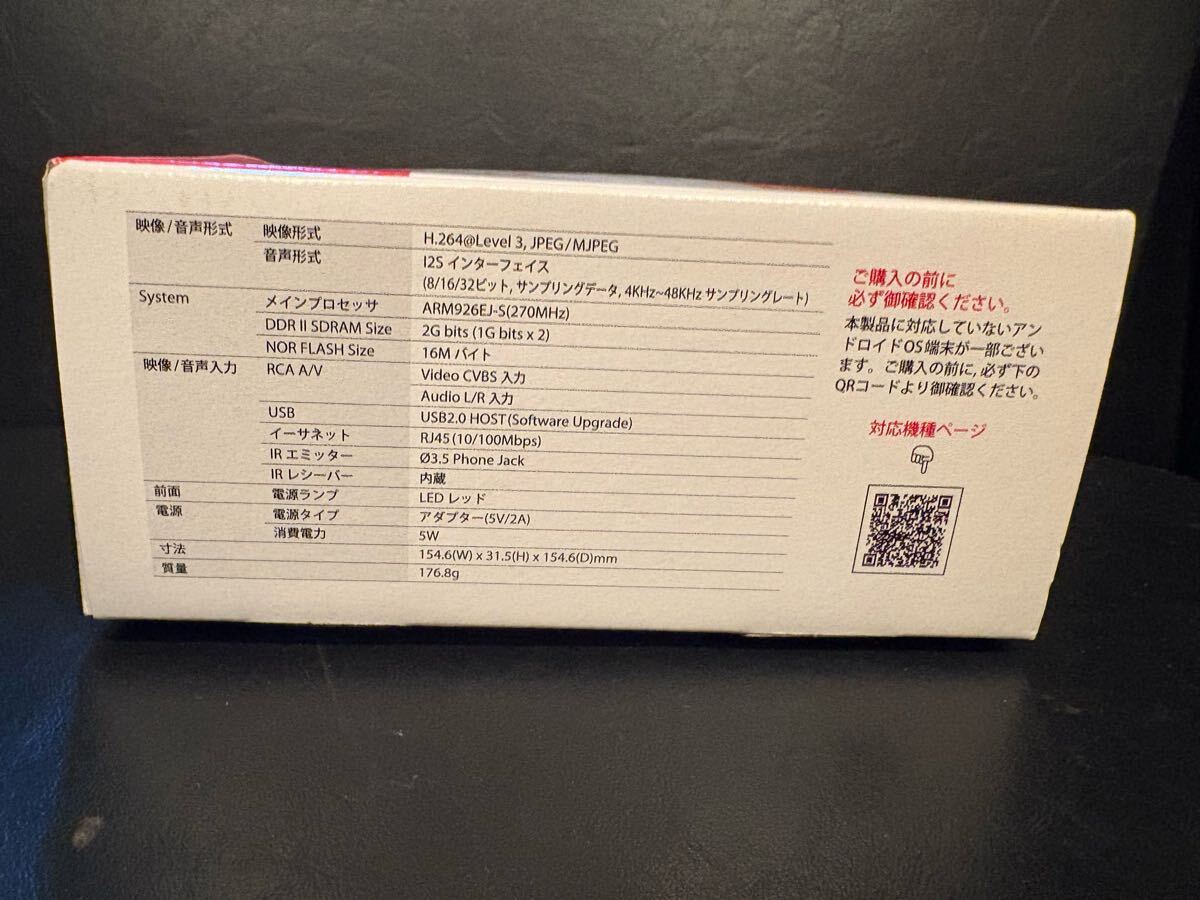 映像/音声形式 映像形式 H.264@Level 3, JPEG/MJPEG
音声形式 I2S インターフェイス
(8/16/32ビット, サンプリングデータ, 4KHz~48KHz サンプリングレート)
System メインプロセッサ ARM926EJ-S(270MHz)
DDR II SDRAM Size 2G bits (1G bits x 2)
NOR FLASH Size 16M バイト
映像/音声入力 RCA A/V Video CVBS 入力
Audio L/R 入力
USB USB2.0 HOST(Software Upgrade)
イーサネット RJ45 (10/100Mbps)
IR エミッター Ø3.5 Phone Jack
IR レシーバー 内蔵
前面 電源ランプ LED レッド
電源 電源タイプ アダプター(5V/2A)
消費電力 5W
寸法 154.6(W) x 31.5(H) x 154.6(D)mm
質量 176.8g
ご購入の前に
必ず御確認ください。
本製品に対応していないアン
ドロイドOS端末が一部ござい
ます。ご購入の前に,必ず下の
QRコードより御確認ください。
対応機種ページ